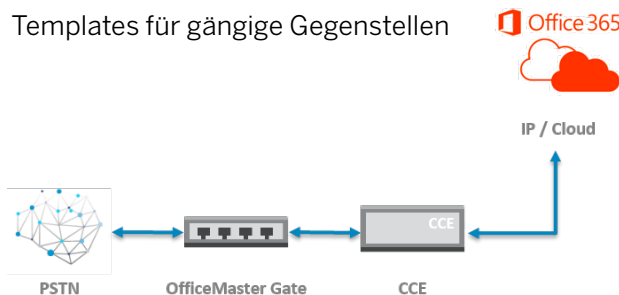 Templates für gängige Gegenstellen
Office 365
IP / Cloud
CCE
PSTN
OfficeMaster Gate
CCE